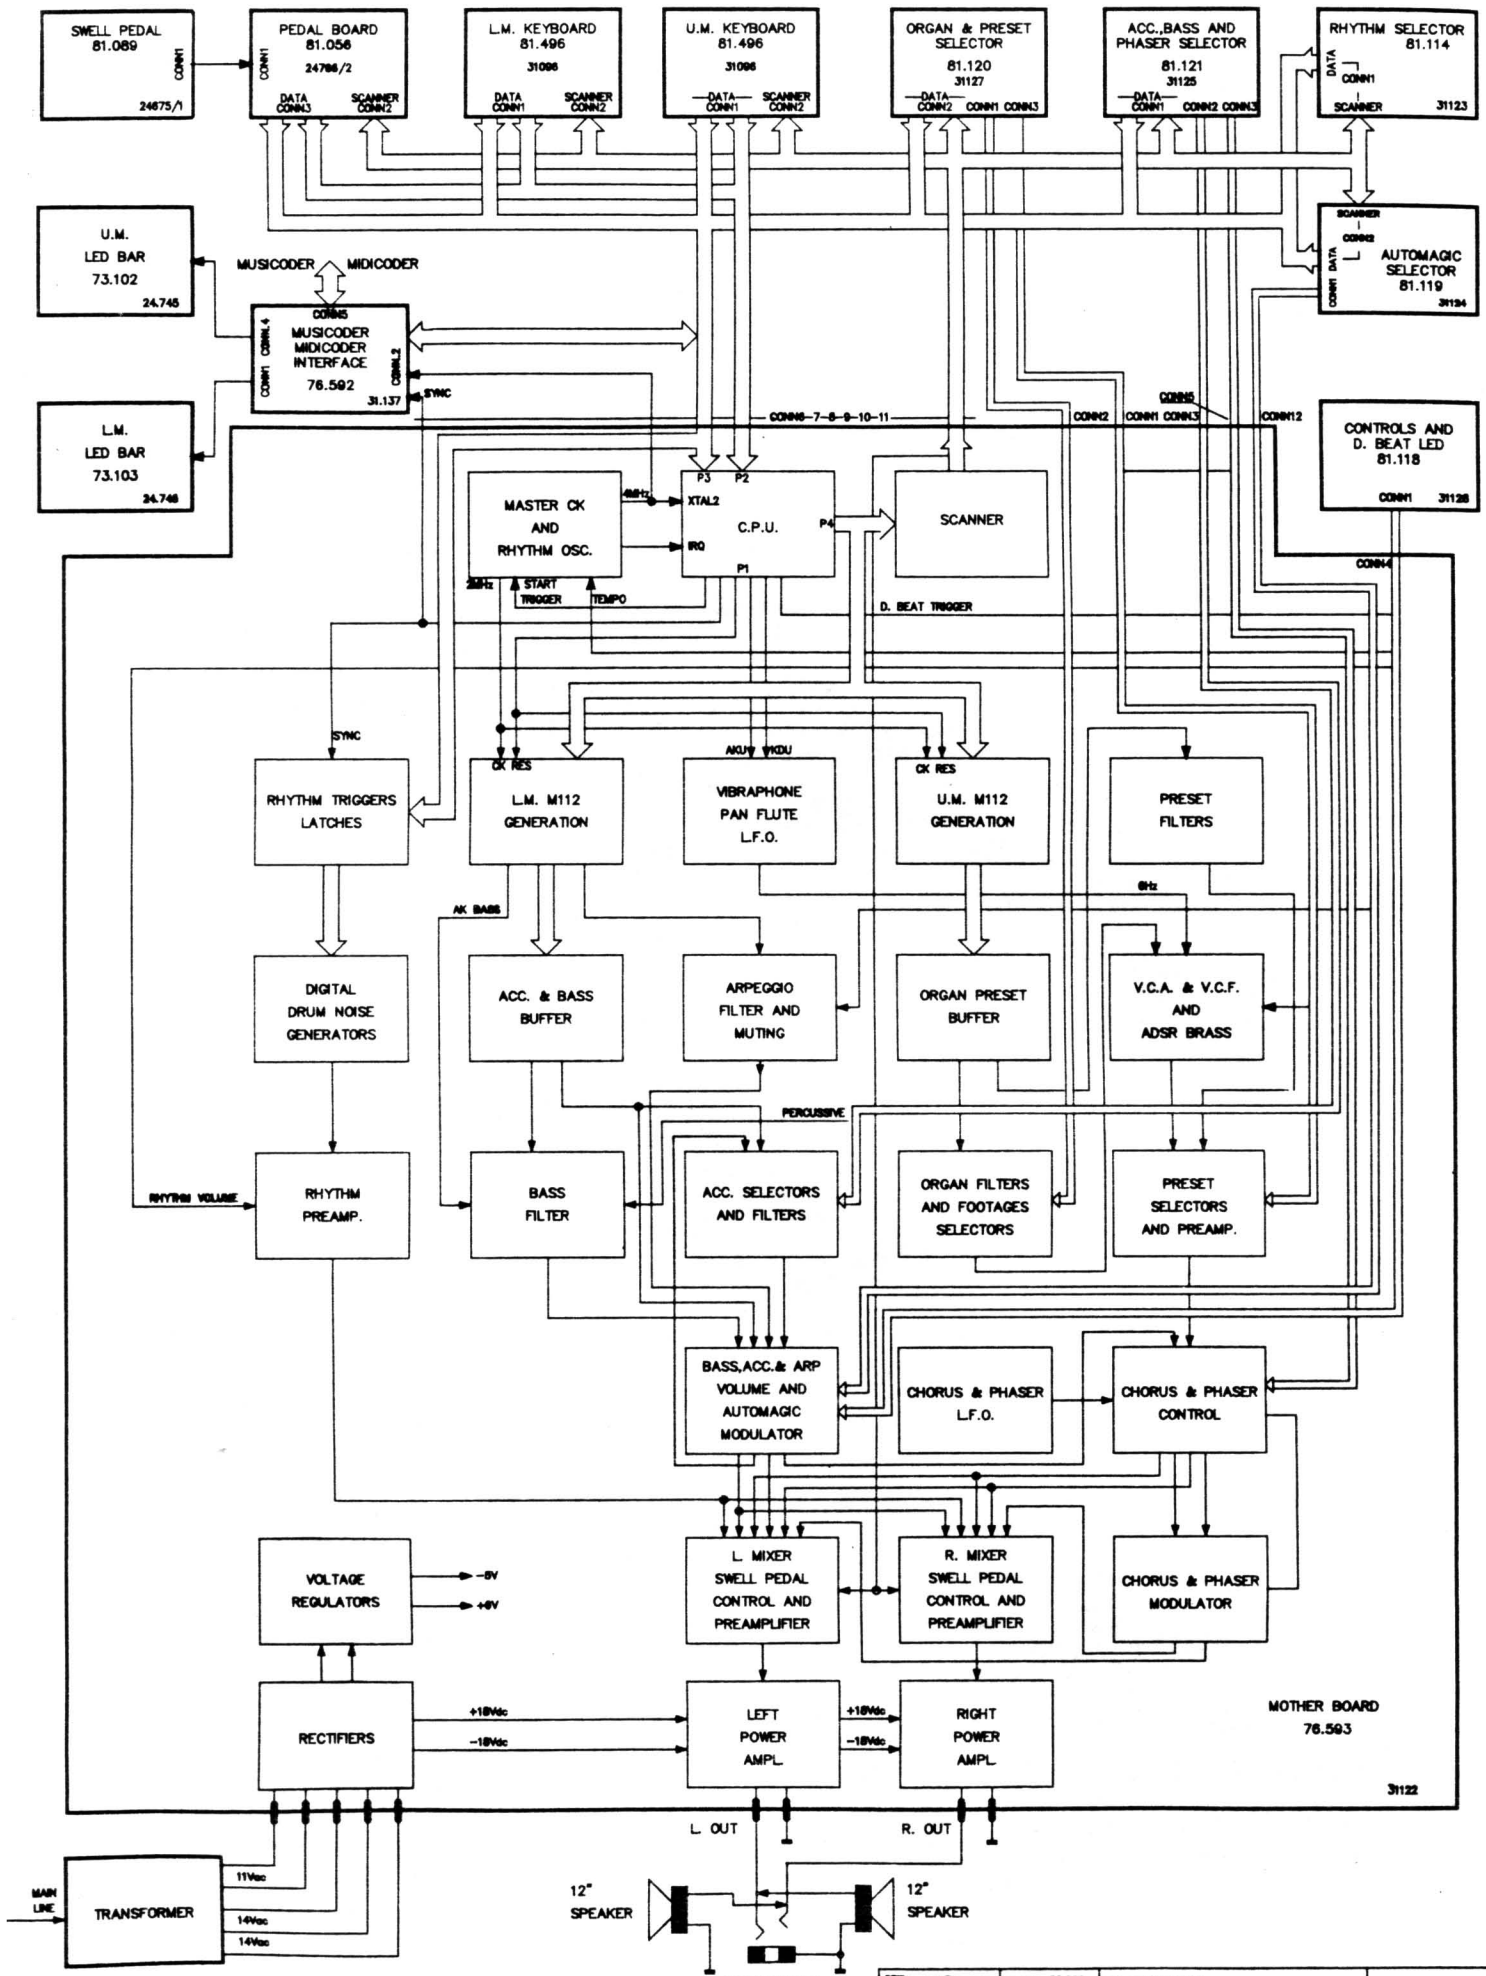 SWELL PEDAL
81.089
CONN1
24675/1
PEDAL BOARD
81.056
24766/2
CONN1
DATA
CONN3
SCANNER
CONN2
L.M. KEYBOARD
81.496
31096
DATA
CONN1
SCANNER
CONN2
U.M. KEYBOARD
81.496
31096
DATA
CONN1
SCANNER
CONN2
ORGAN & PRESET
SELECTOR
81.120
31127
DATA
CONN2 CONN1 CONN3
ACC.,BASS AND
PHASER SELECTOR
81.121
31125
DATA
CONN1 CONN2 CONN3
RHYTHM SELECTOR
81.114
DATA
CONN1
SCANNER
31123
U.M.
LED BAR
73.102
24.745
MUSICODER MIDICODER
SCANNER
CONN2
CONN1 DATA
AUTOMAGIC
SELECTOR
81.119
31124
CONN5
MUSICODER
MIDICODER
INTERFACE
76.592
31.137
CONN1 CONN.4
CONN.2
SYNC
L.M.
LED BAR
73.103
24.746
CONN6-7-8-9-10-11
CONN2
CONN1 CONN3
CONN5
CONN12
CONTROLS AND
D. BEAT LED
81.118
CONN1
31126
MASTER CK
AND
RHYTHM OSC.
4MHz
P3 P2
XTAL2
C.P.U.
P4
IRQ
P1
SCANNER
CONN4
2MHz
START
TRIGGER
TEMPO
D. BEAT TRIGGER
SYNC
CK RES
AKU KDU
CK RES
RHYTHM TRIGGERS
LATCHES
L.M. M112
GENERATION
VIBRAPHONE
PAN FLUTE
L.F.O.
U.M. M112
GENERATION
PRESET
FILTERS
6Hz
AK BASS
DIGITAL
DRUM NOISE
GENERATORS
ACC. & BASS
BUFFER
ARPEGGIO
FILTER AND
MUTING
ORGAN PRESET
BUFFER
V.C.A. & V.C.F.
AND
ADSR BRASS
PERCUSSIVE
RHYTHM VOLUME
RHYTHM
PREAMP.
BASS
FILTER
ACC. SELECTORS
AND FILTERS
ORGAN FILTERS
AND FOOTAGES
SELECTORS
PRESET
SELECTORS
AND PREAMP.
BASS,ACC.& ARP
VOLUME AND
AUTOMAGIC
MODULATOR
CHORUS & PHASER
L.F.O.
CHORUS & PHASER
CONTROL
VOLTAGE
REGULATORS
L. MIXER
SWELL PEDAL
CONTROL AND
PREAMPLIFIER
R. MIXER
SWELL PEDAL
CONTROL AND
PREAMPLIFIER
CHORUS & PHASER
MODULATOR
RECTIFIERS
+18Vdc
-18Vdc
LEFT
POWER
AMPL.
+18Vdc
-18Vdc
RIGHT
POWER
AMPL.
MOTHER BOARD
76.593
31122
L. OUT
R. OUT
MAIN
LINE
TRANSFORMER
11Vac
14Vac
14Vac
12"
SPEAKER
12"
SPEAKER